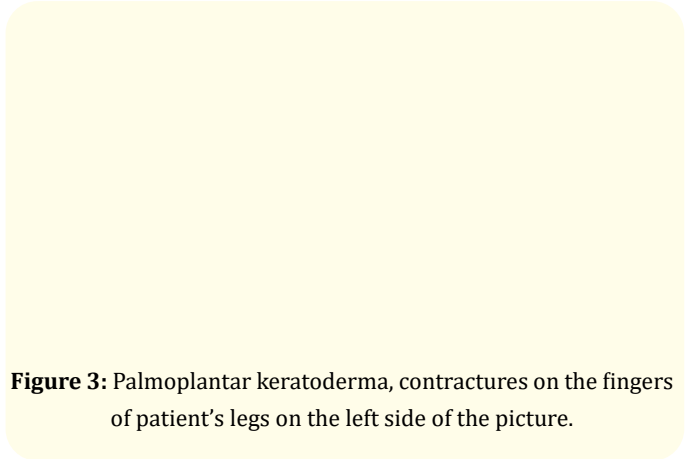 Figure 3: Palmoplantar keratoderma, contractures on the fingers
of patient’s legs on the left side of the picture.